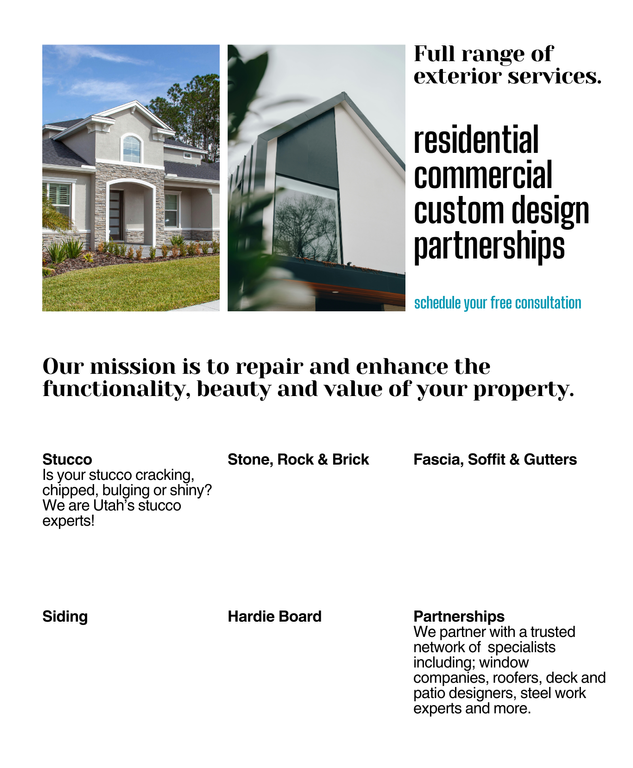 Full range of
exterior services.
residential
commercial
custom design
partnerships
schedule your free consultation
Our mission is to repair and enhance the
functionality, beauty and value of your property.
Stucco
Is your stucco cracking,
chipped, bulging or shiny?
We are Utah's stucco
experts!
Stone, Rock & Brick
Fascia, Soffit & Gutters
Siding
Hardie Board
Partnerships
We partner with a trusted
network of  specialists
including; window
companies, roofers, deck and
patio designers, steel work
experts and more.